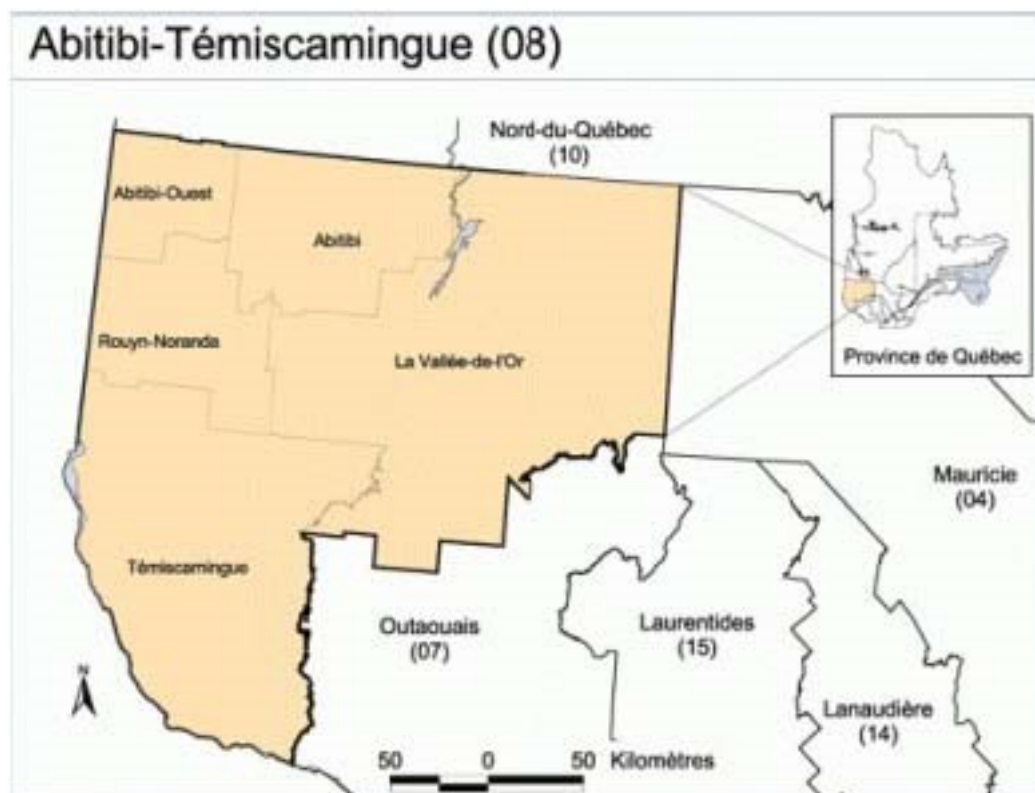 Abitibi-Témiscamingue (08)
Nord-du-Québec
(10)
Abitibi-Ouest
Abitibi
Rouyn-Noranda
La Vallée-de-l'Or
Province de Québec
Mauricie
(04)
Témiscamingue
Outaouais
(07)
Laurentides
(15)
Lanaudière
(14)
N
50 0 50 Kilomètres